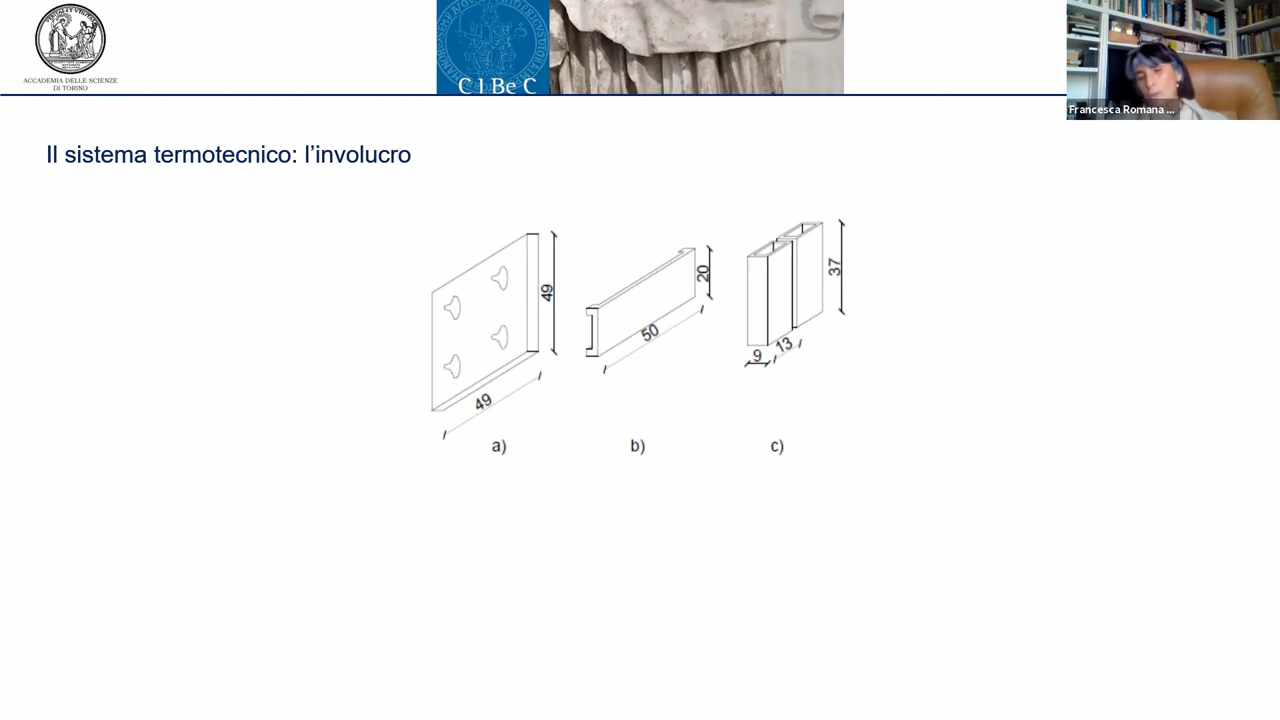 ACCADEMIA DELLE SCIENZE
DI TORINO
C I Be C
Francesca Romana ...
Il sistema termotecnico: l'involucro
49
49
a)
20
50
b)
37
13
9
c)